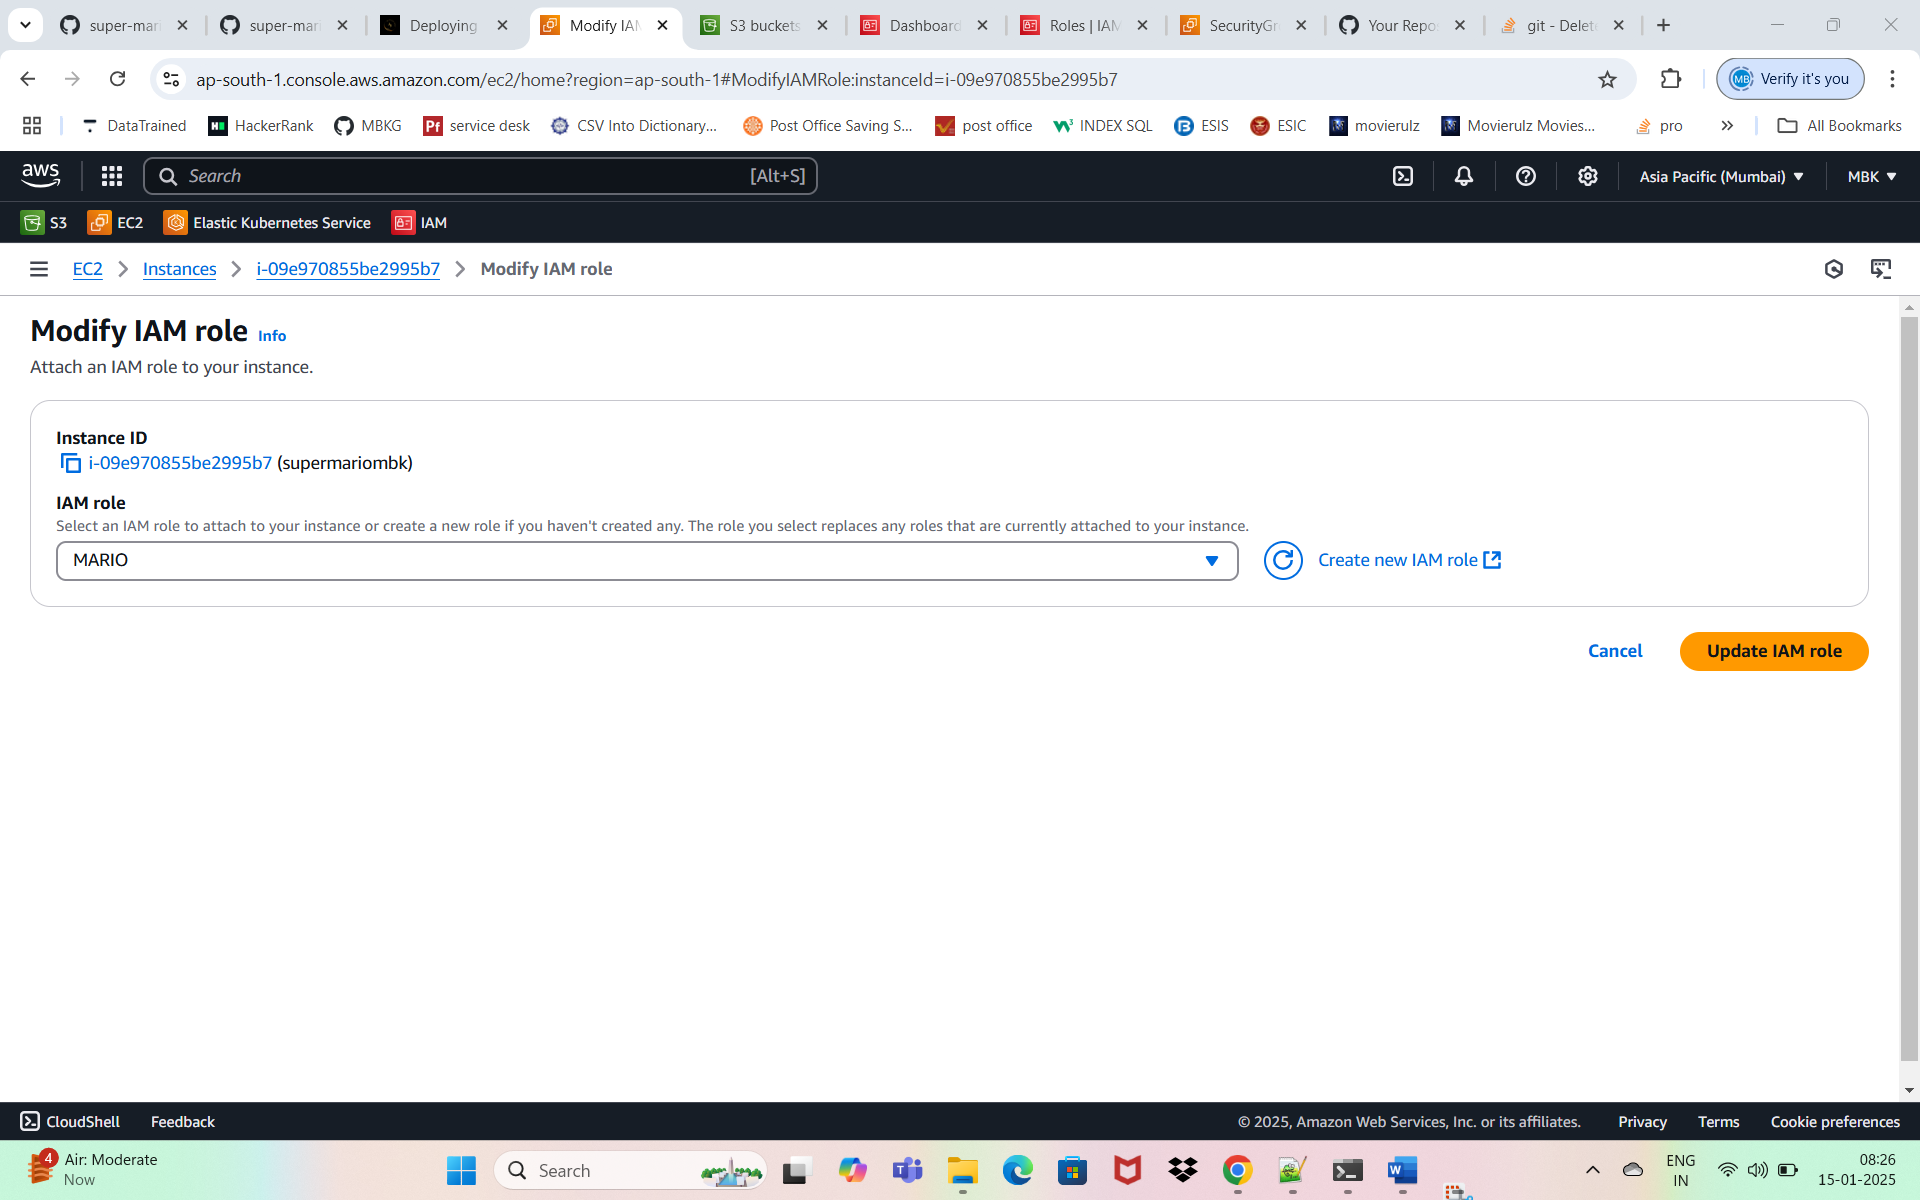 super-mari
super-mari
Deploying
Modify IAM
S3 buckets
Dashboard
Roles | IAM
SecurityGr
Your Repo
git - Delete
ap-south-1.console.aws.amazon.com/ec2/home?region=ap-south-1#ModifyIAMRole:instanceId=i-09e970855be2995b7
MB
Verify it's you
DataTrained
HackerRank
MBKG
Pf
service desk
CSV Into Dictionary...
Post Office Saving S...
post office
INDEX SQL
ESIS
ESIC
movierulz
Movierulz Movies...
pro
All Bookmarks
aws
Search
[Alt+S]
Asia Pacific (Mumbai)
MBK
S3
EC2
Elastic Kubernetes Service
IAM
EC2
Instances
i-09e970855be2995b7
Modify IAM role
Modify IAM role Info
Attach an IAM role to your instance.
Instance ID
i-09e970855be2995b7 (supermariombk)
IAM role
Select an IAM role to attach to your instance or create a new role if you haven't created any. The role you select replaces any roles that are currently attached to your instance.
MARIO
Create new IAM role
Cancel
Update IAM role
CloudShell
Feedback
© 2025, Amazon Web Services, Inc. or its affiliates.
Privacy
Terms
Cookie preferences
4
Air: Moderate
Now
Search
ENG
IN
08:26
15-01-2025